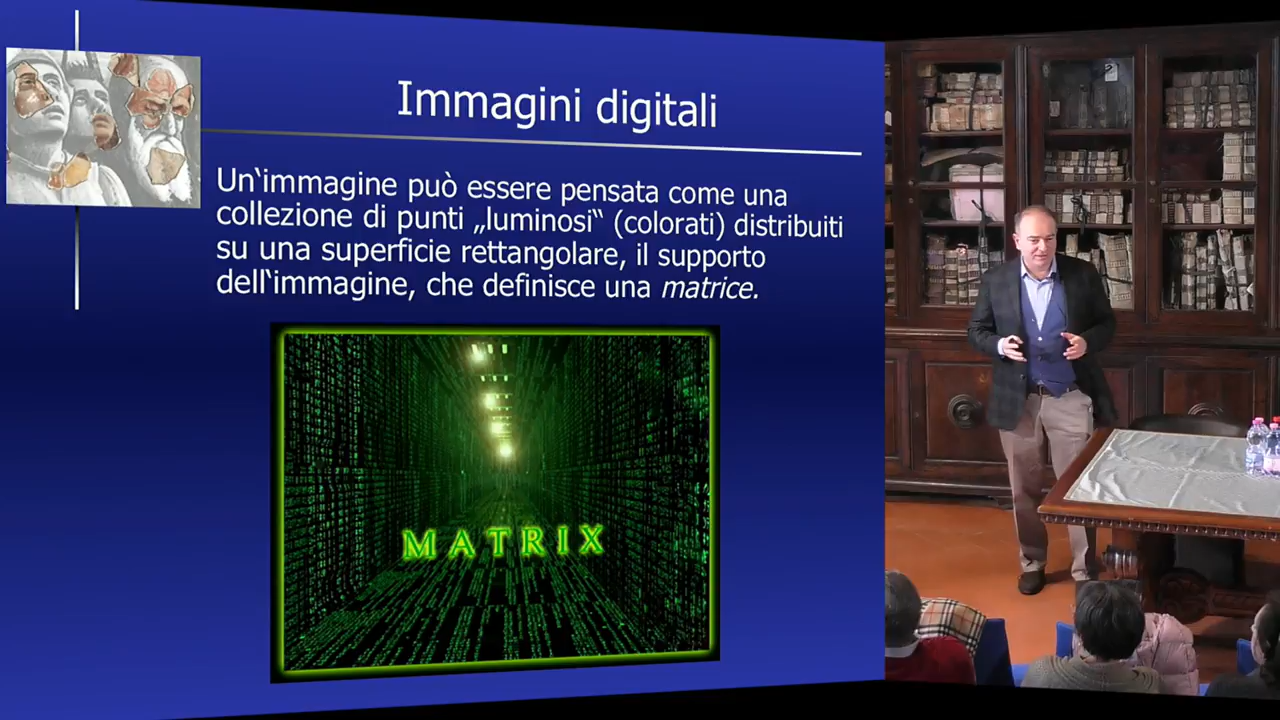 Immagini digitali
Un‘immagine può essere pensata come una
collezione di punti „luminosi“ (colorati) distribuiti
su una superficie rettangolare, il supporto
dell‘immagine, che definisce una matrice.
MATRIX